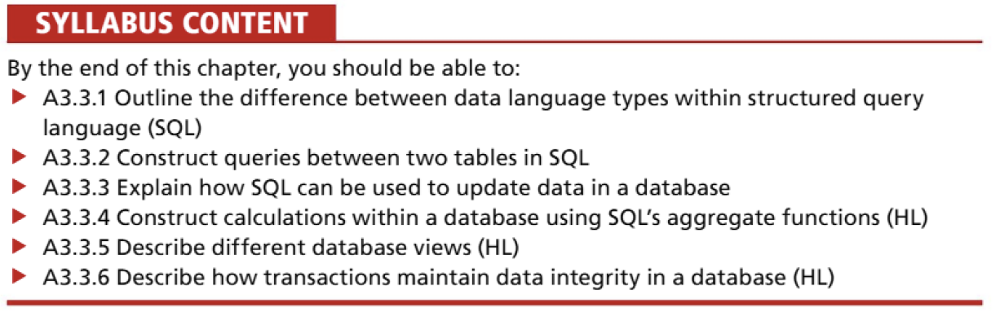 SYLLABUS CONTENT
By the end of this chapter, you should be able to:
▶ A3.3.1 Outline the difference between data language types within structured query
language (SQL)
▶ A3.3.2 Construct queries between two tables in SQL
▶ A3.3.3 Explain how SQL can be used to update data in a database
▶ A3.3.4 Construct calculations within a database using SQL’s aggregate functions (HL)
▶ A3.3.5 Describe different database views (HL)
▶ A3.3.6 Describe how transactions maintain data integrity in a database (HL)